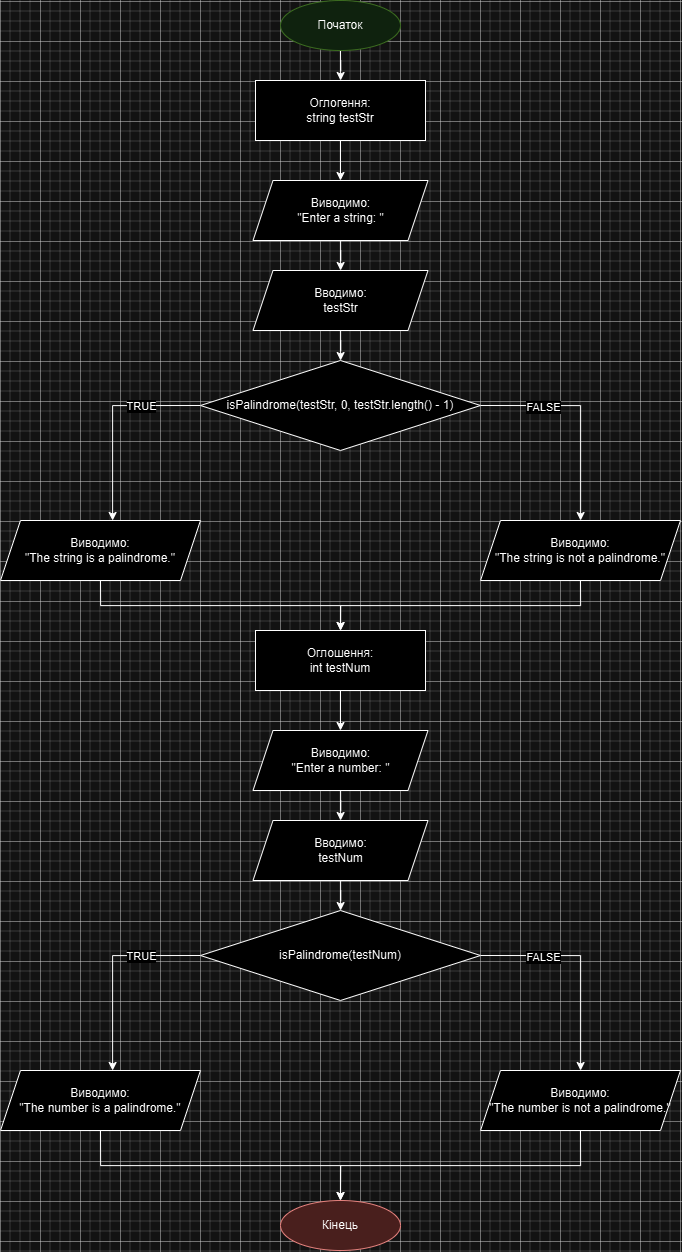 Початок
Оглогення:
string testStr
Виводимо:
"Enter a string: "
Вводимо:
testStr
isPalindrome(testStr, 0, testStr.length() - 1)
TRUE
FALSE
Виводимо:
"The string is a palindrome."
Виводимо:
"The string is not a palindrome."
Оглошення:
int testNum
Виводимо:
"Enter a number: "
Вводимо:
testNum
isPalindrome(testNum)
TRUE
FALSE
Виводимо:
"The number is a palindrome."
Виводимо:
"The number is not a palindrome."
Кінець